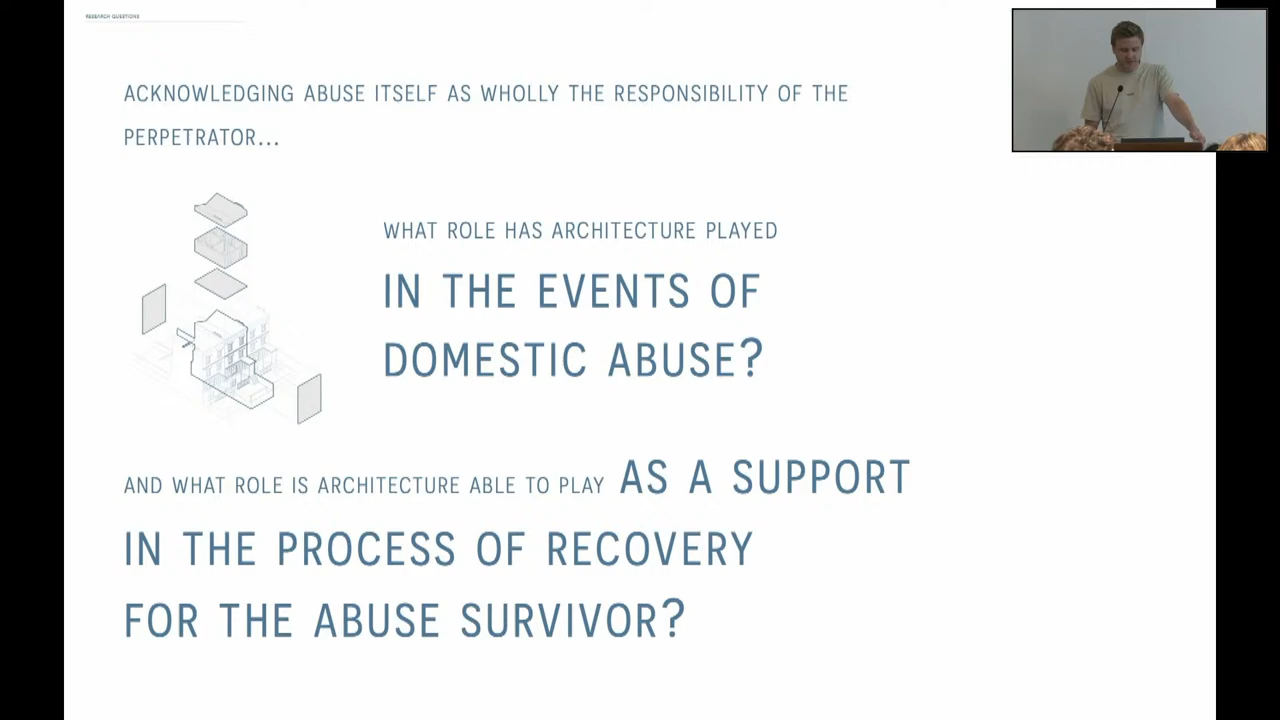 RESEARCH QUESTIONS
ACKNOWLEDGING ABUSE ITSELF AS WHOLLY THE RESPONSIBILITY OF THE
PERPETRATOR...
WHAT ROLE HAS ARCHITECTURE PLAYED
IN THE EVENTS OF
DOMESTIC ABUSE?
AND WHAT ROLE IS ARCHITECTURE ABLE TO PLAY AS A SUPPORT
IN THE PROCESS OF RECOVERY
FOR THE ABUSE SURVIVOR?